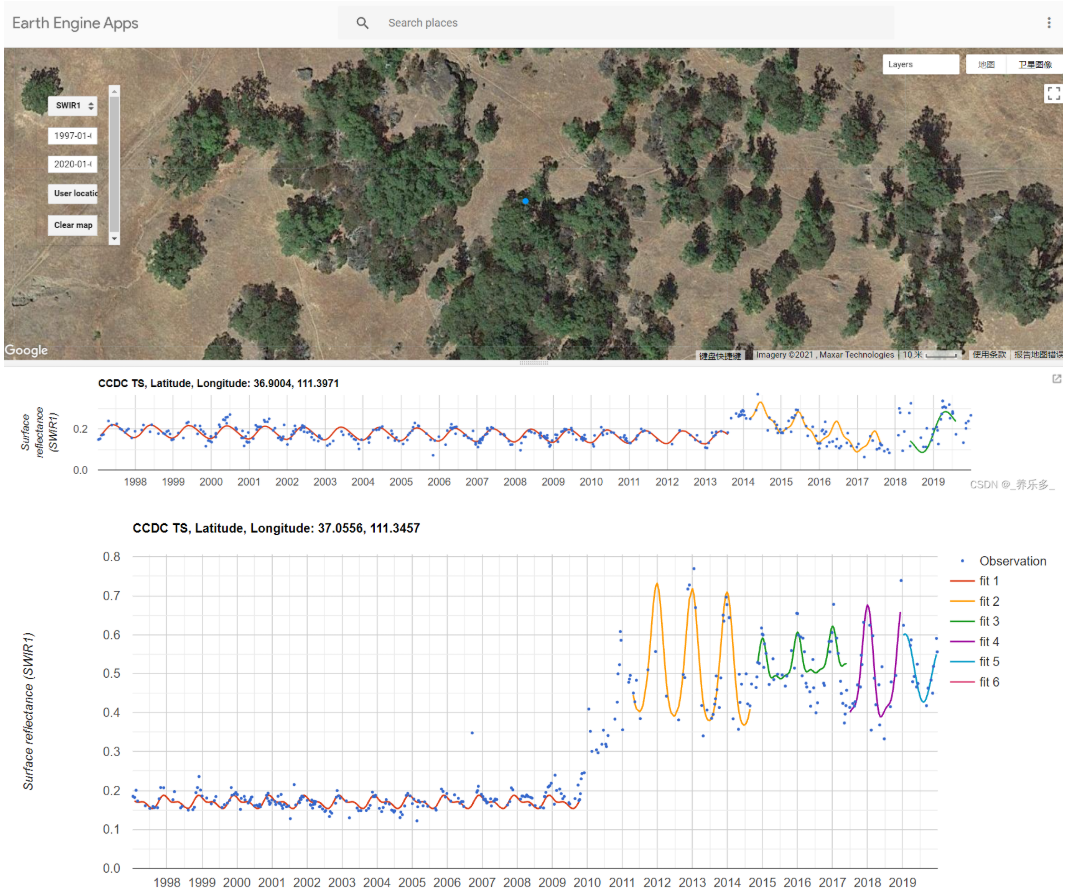 Earth Engine Apps
Search places
Layers
地图
卫星图像
SWIR1
1997-01-
2020-01-
User locatio
Clear map
Google
键盘快捷键
Imagery ©2021 , Maxar Technologies
10 米
使用条款
报告地图错误
CCDC TS, Latitude, Longitude: 36.9004, 111.3971
Surface
reflectance
(SWIR1)
0.2
0.0
1998 1999 2000 2001 2002 2003 2004 2005 2006 2007 2008 2009 2010 2011 2012 2013 2014 2015 2016 2017 2018 2019
CSDN @_养乐多_
CCDC TS, Latitude, Longitude: 37.0556, 111.3457
Surface reflectance (SWIR1)
0.8
0.7
0.6
0.5
0.4
0.3
0.2
0.1
0.0
1998 1999 2000 2001 2002 2003 2004 2005 2006 2007 2008 2009 2010 2011 2012 2013 2014 2015 2016 2017 2018 2019
Observation
fit 1
fit 2
fit 3
fit 4
fit 5
fit 6